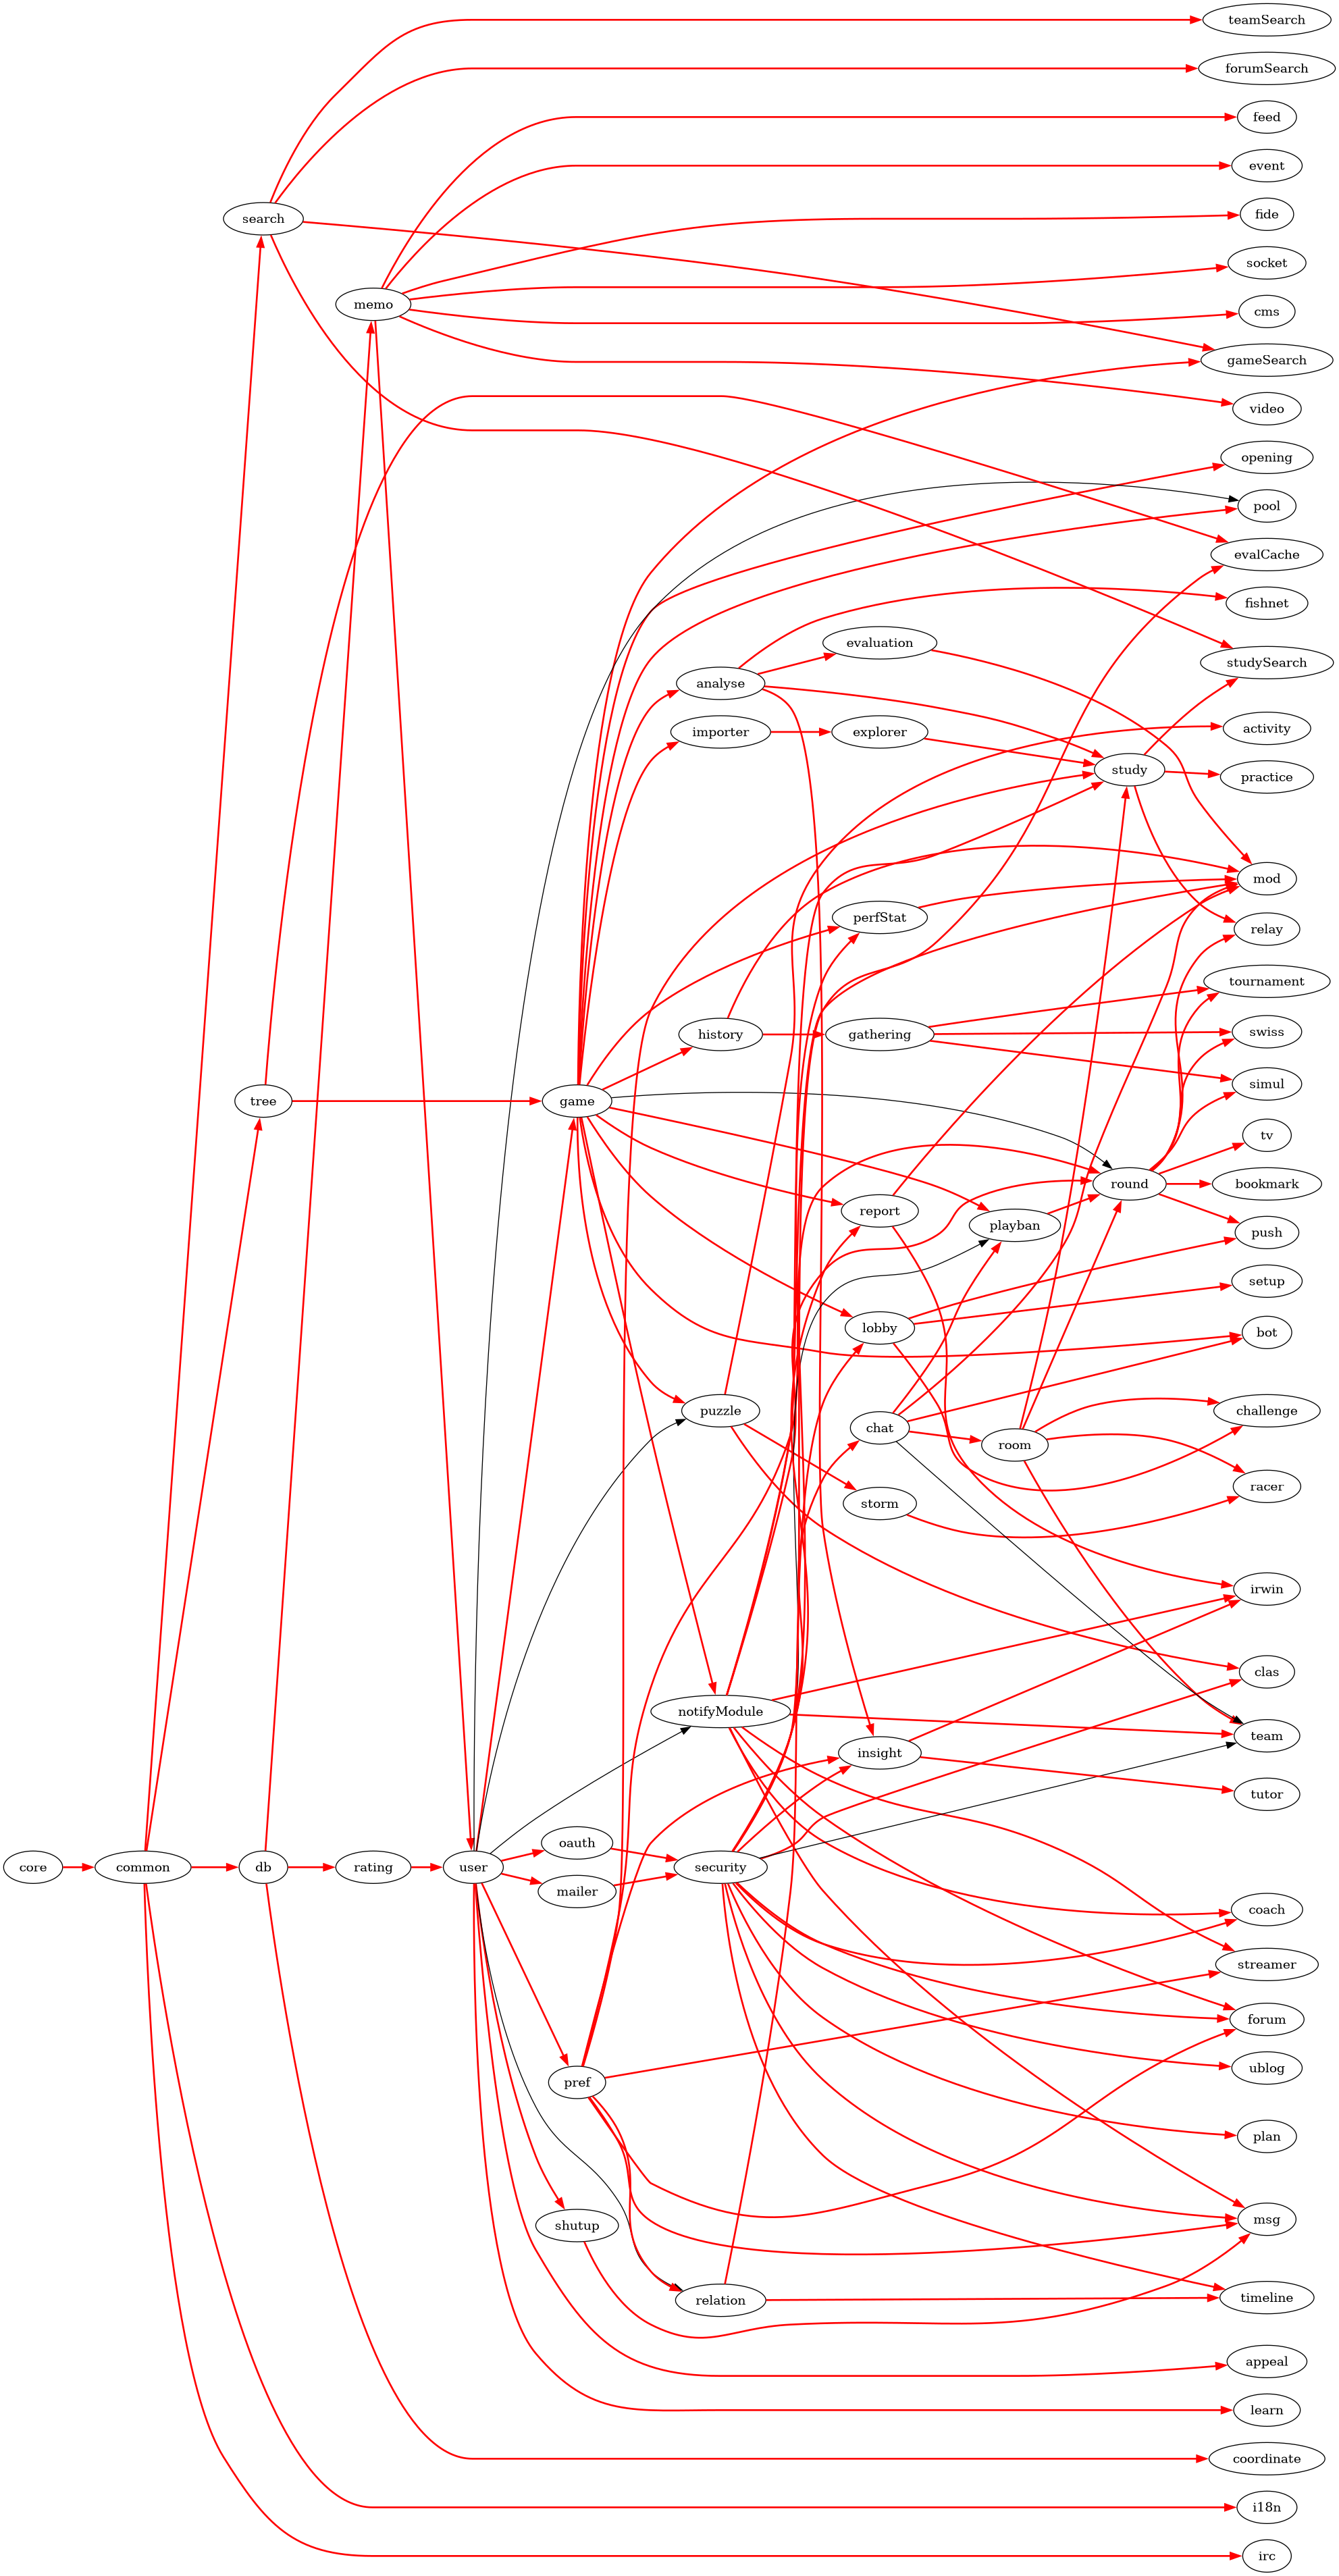 teamSearch
forumSearch
feed
event
fide
search
socket
memo
cms
gameSearch
video
opening
pool
evalCache
fishnet
evaluation
studySearch
analyse
activity
importer
explorer
study
practice
mod
perfStat
relay
tournament
history
gathering
swiss
simul
tree
game
tv
round
bookmark
report
playban
push
setup
lobby
bot
puzzle
challenge
chat
room
racer
storm
irwin
clas
notifyModule
team
insight
tutor
oauth
core
common
db
rating
user
security
mailer
coach
streamer
forum
ublog
pref
plan
msg
shutup
timeline
relation
appeal
learn
coordinate
i18n
irc